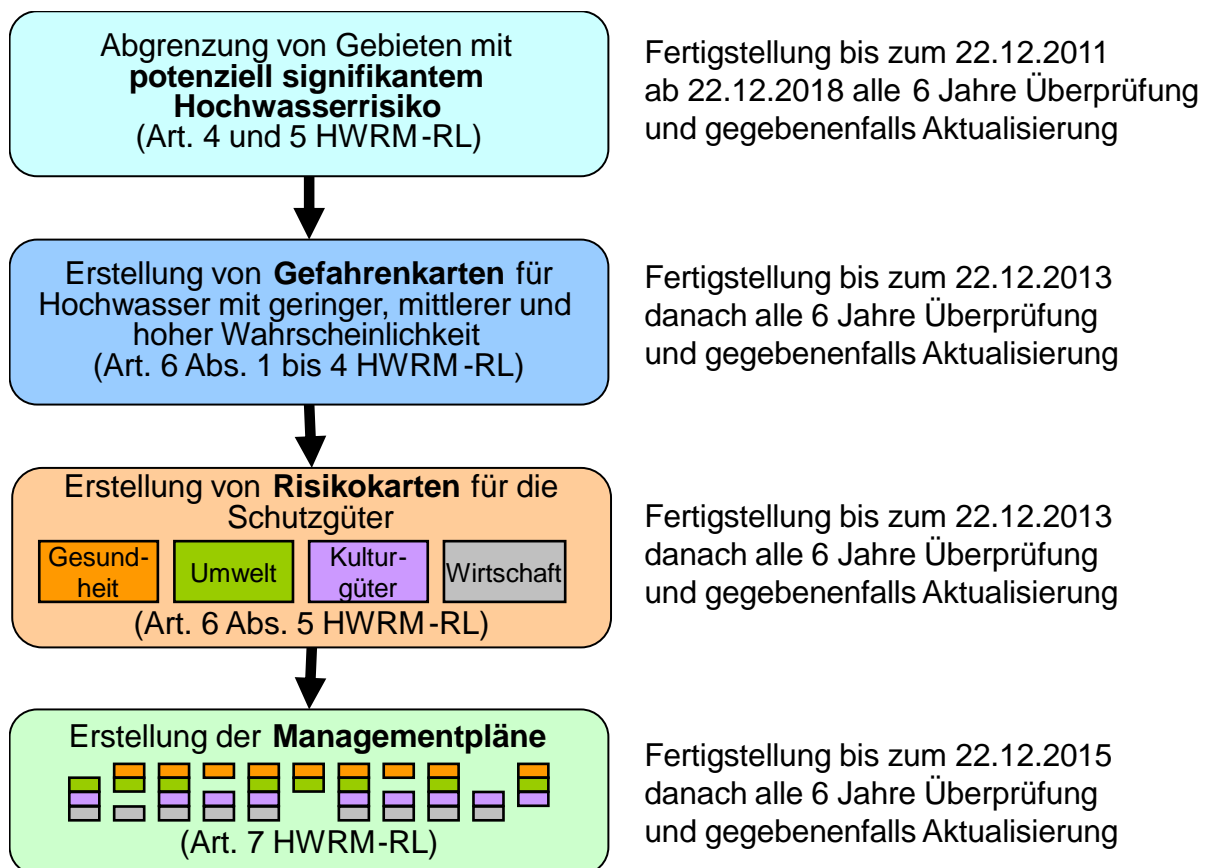 Abgrenzung von Gebieten mit
potenziell signifikantem
Hochwasserrisiko
(Art. 4 und 5 HWRM-RL)
Fertigstellung bis zum 22.12.2011
ab 22.12.2018 alle 6 Jahre Überprüfung
und gegebenenfalls Aktualisierung
Erstellung von Gefahrenkarten für
Hochwasser mit geringer, mittlerer und
hoher Wahrscheinlichkeit
(Art. 6 Abs. 1 bis 4 HWRM-RL)
Fertigstellung bis zum 22.12.2013
danach alle 6 Jahre Überprüfung
und gegebenenfalls Aktualisierung
Erstellung von Risikokarten für die
Schutzgüter
Gesund-
heit
Umwelt
Kultur-
güter
Wirtschaft
(Art. 6 Abs. 5 HWRM-RL)
Fertigstellung bis zum 22.12.2013
danach alle 6 Jahre Überprüfung
und gegebenenfalls Aktualisierung
Erstellung der Managementpläne
(Art. 7 HWRM-RL)
Fertigstellung bis zum 22.12.2015
danach alle 6 Jahre Überprüfung
und gegebenenfalls Aktualisierung